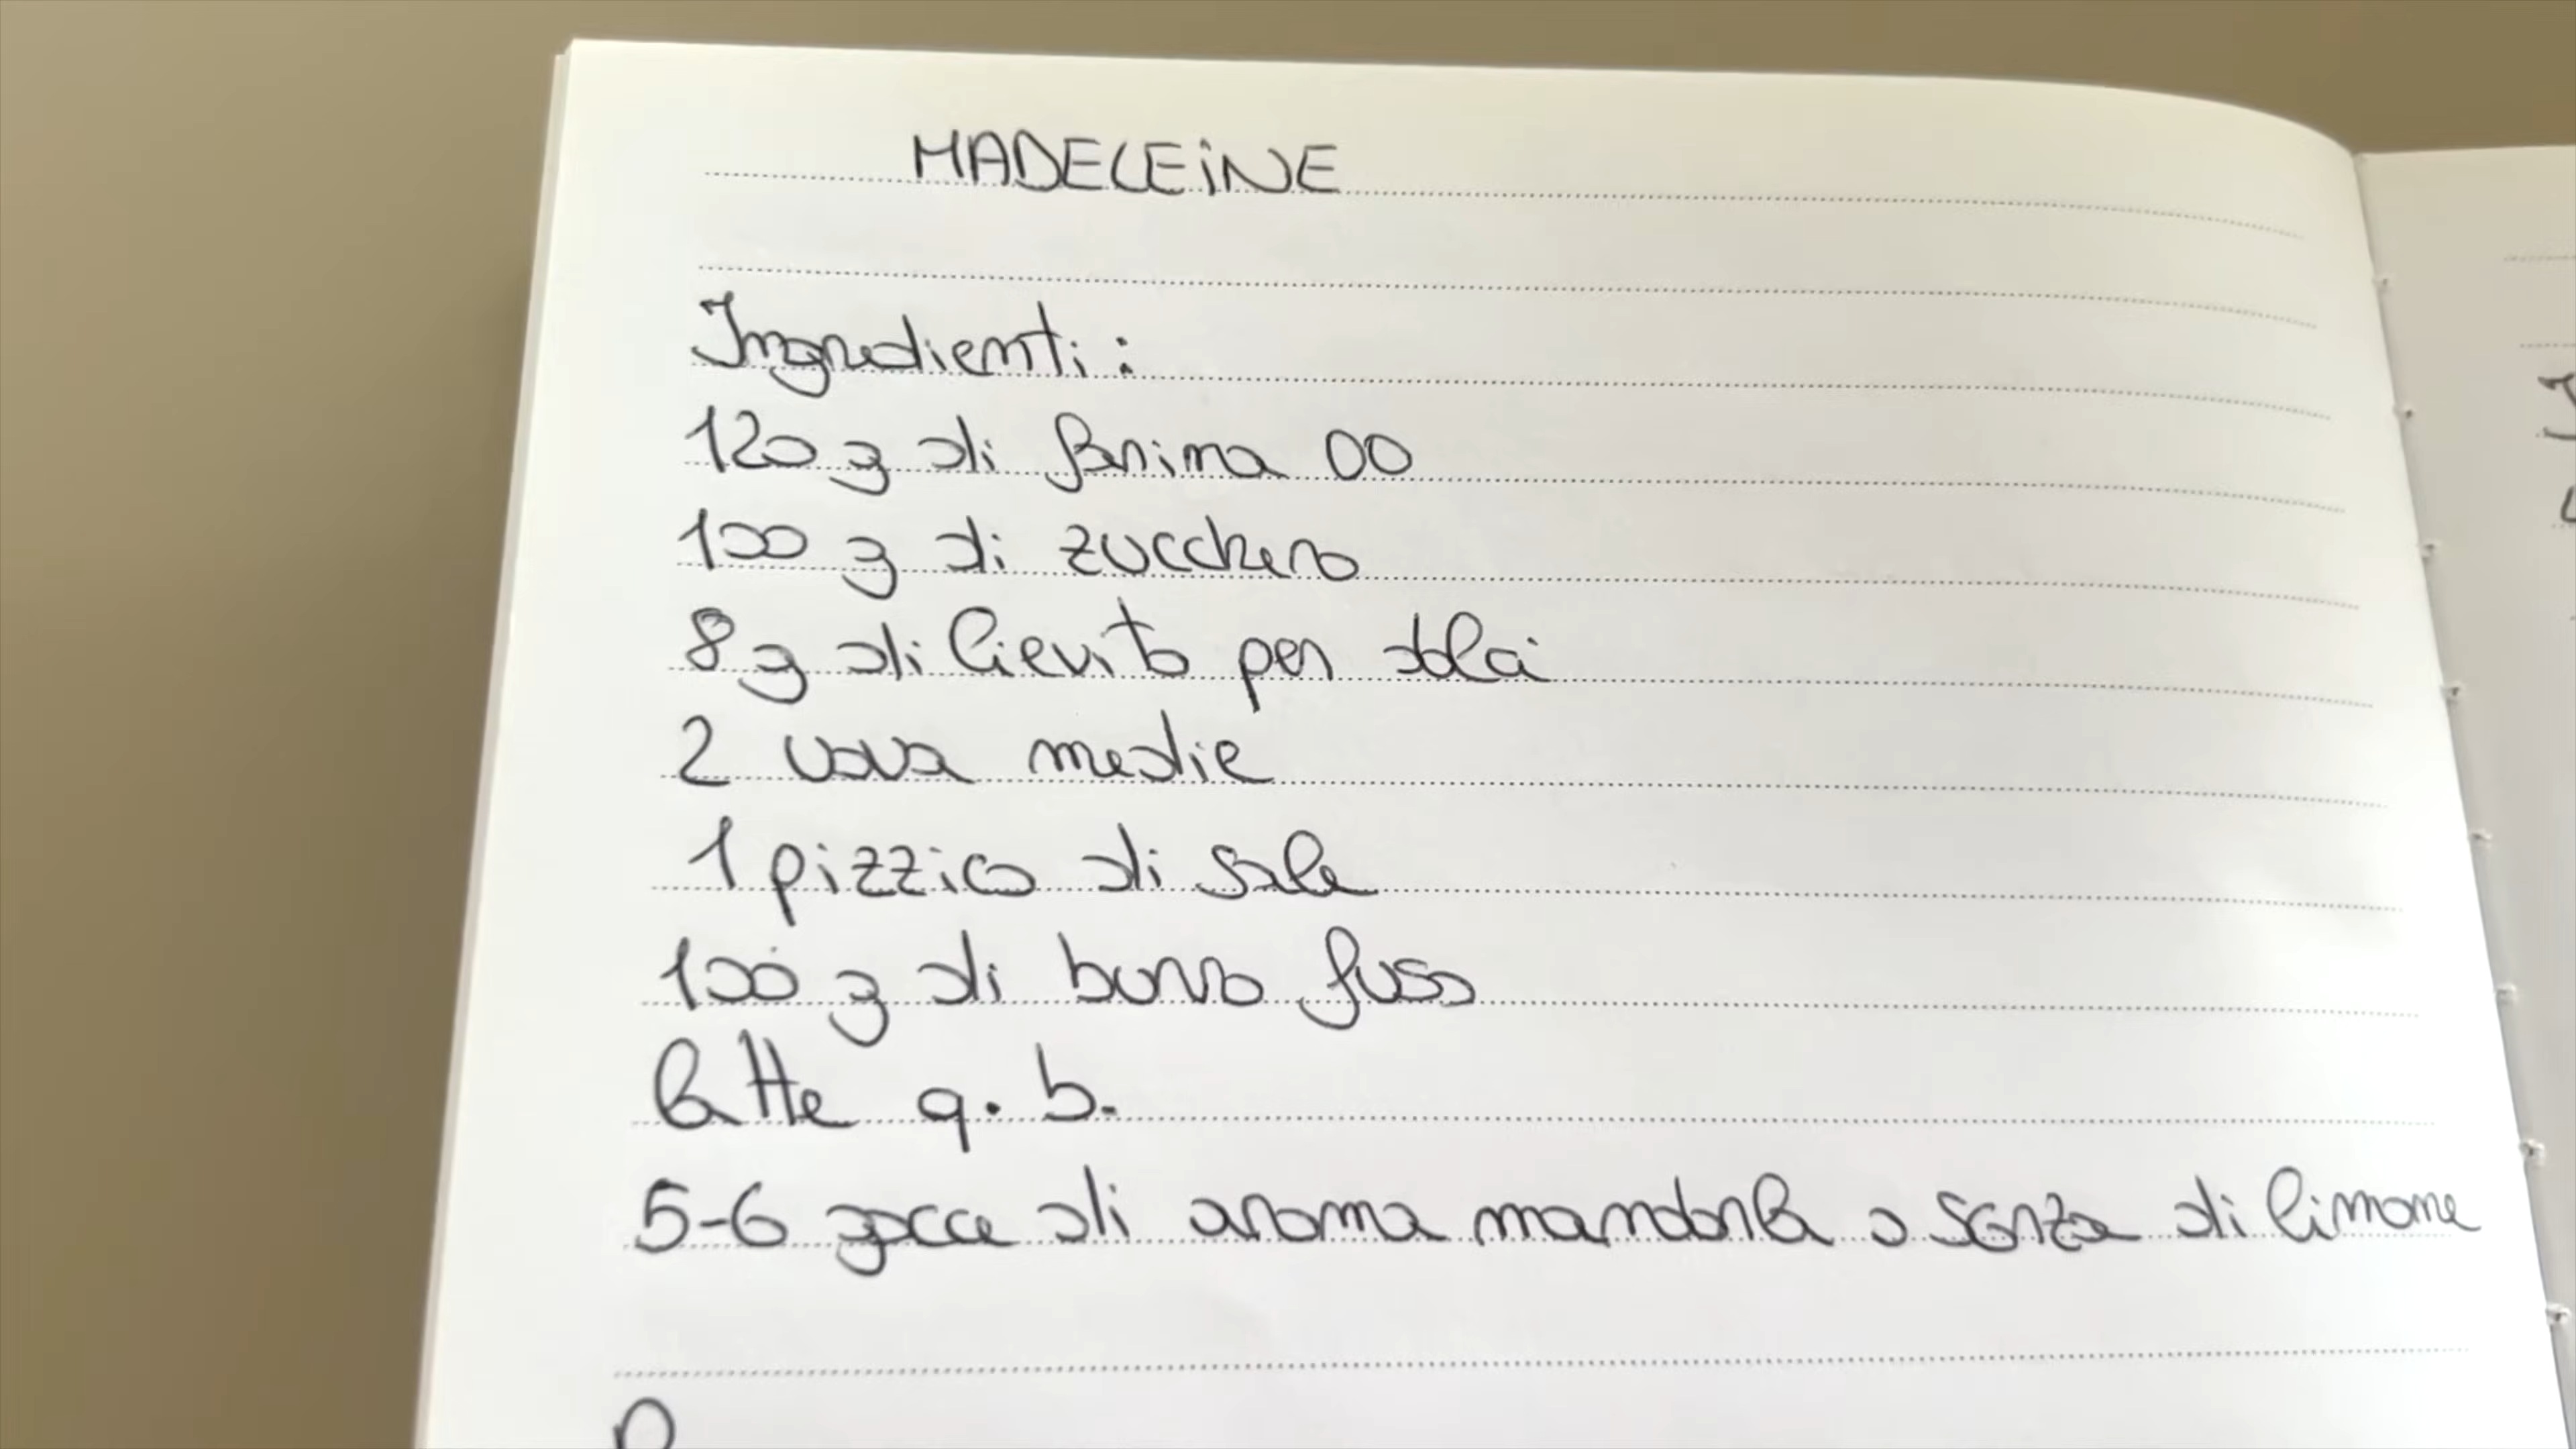 MADELEiNE
Ingredienti:
120 g di farina 00
100 g di zucchero
8 g di lievito per dolci
2 uova medie
1 pizzico di sale
100 g di burro fuso
latte q. b.
5-6 gocce di aroma mandorla o scorza di limone